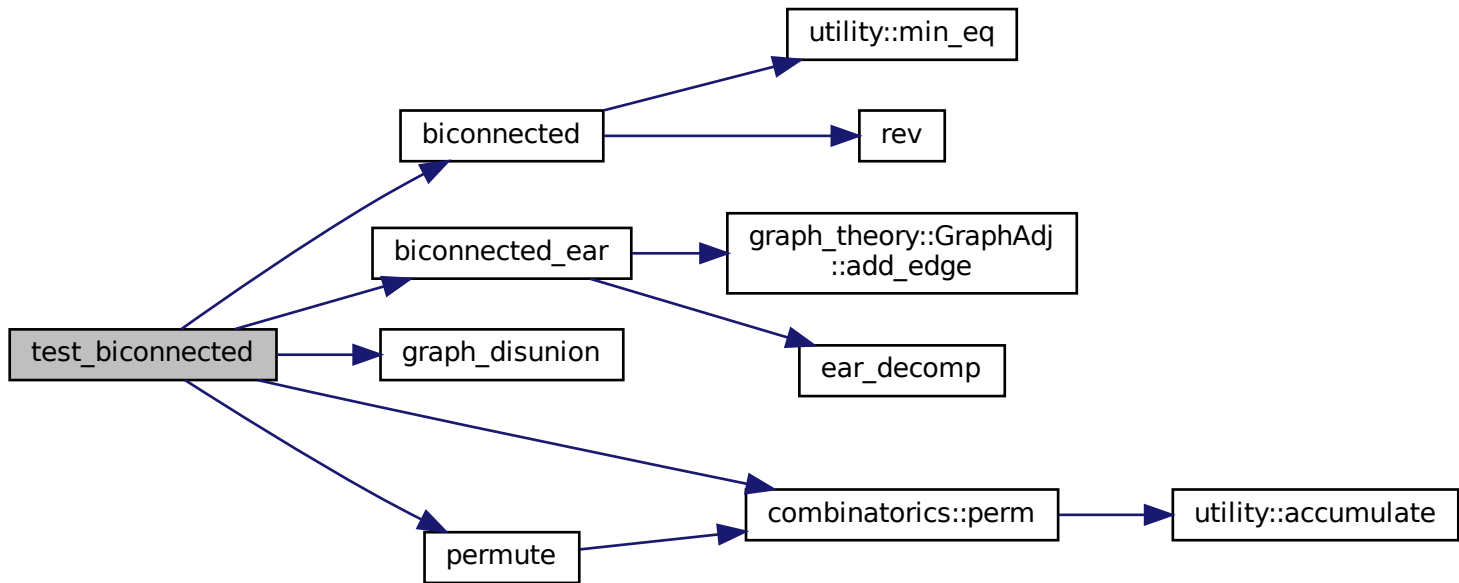 utility::min_eq
biconnected
rev
biconnected_ear
graph_theory::GraphAdj
::add_edge
test_biconnected
graph_disunion
ear_decomp
combinatorics::perm
utility::accumulate
permute